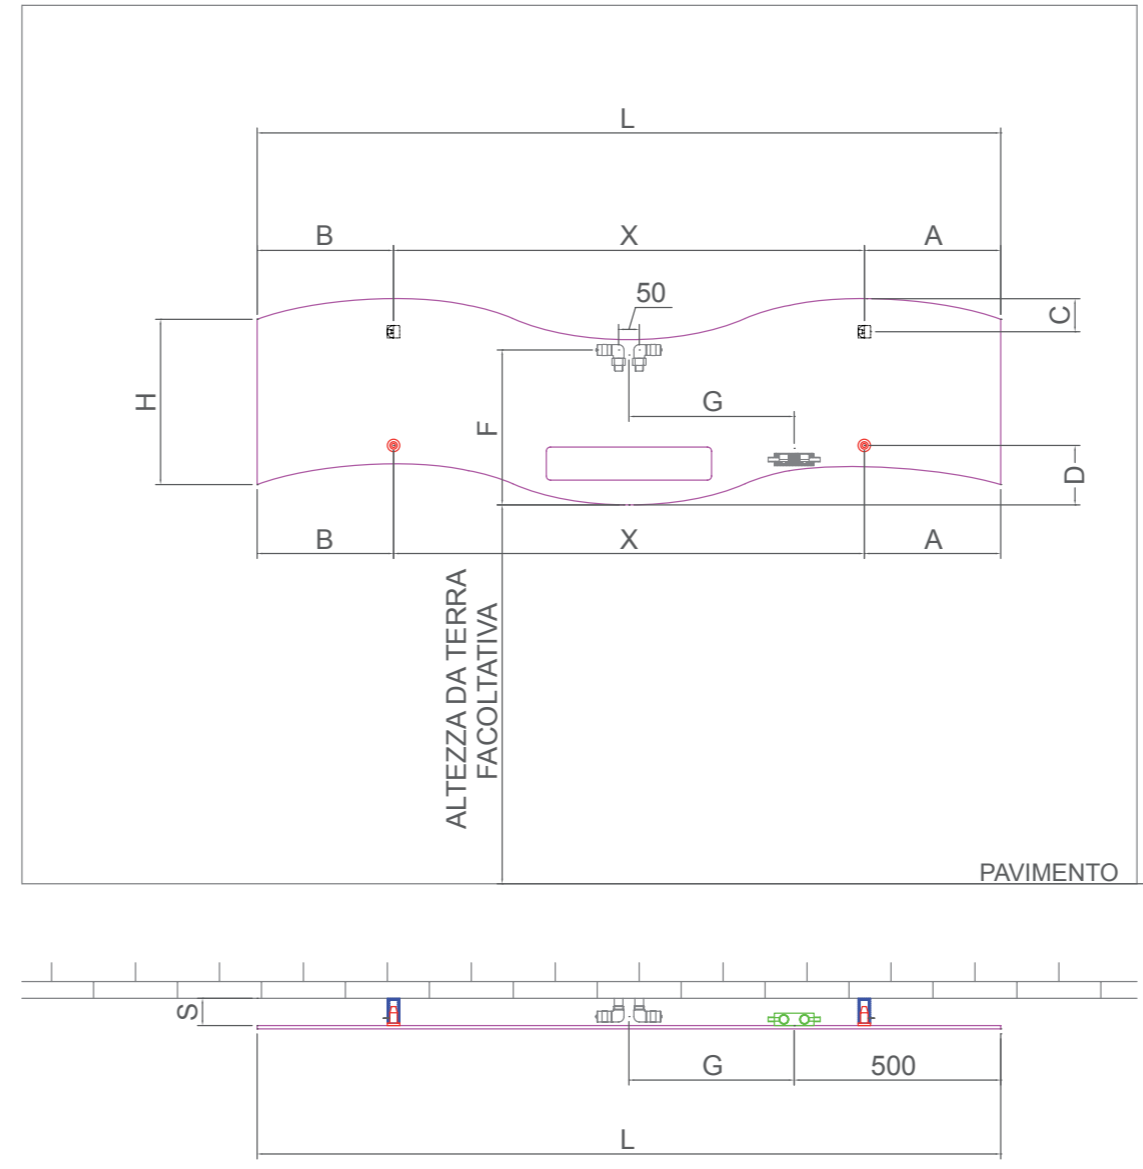 L
B
X
A
50
C
H
F
G
D
B
X
A
ALTEZZA DA TERRA
FACOLTATIVA
PAVIMENTO
S
G
500
L